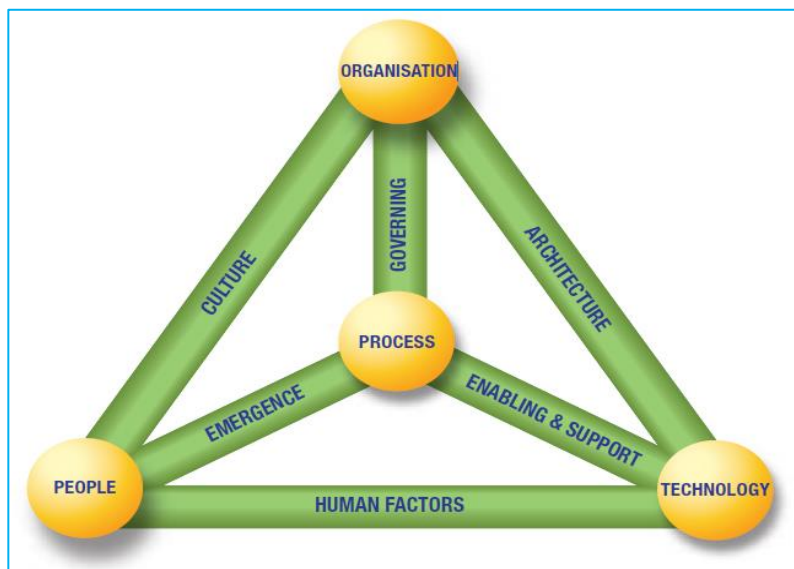 ORGANISATION
GOVERNING
CULTURE
ARCHITECTURE
PROCESS
EMERGENCE
ENABLING & SUPPORT
PEOPLE
TECHNOLOGY
HUMAN FACTORS